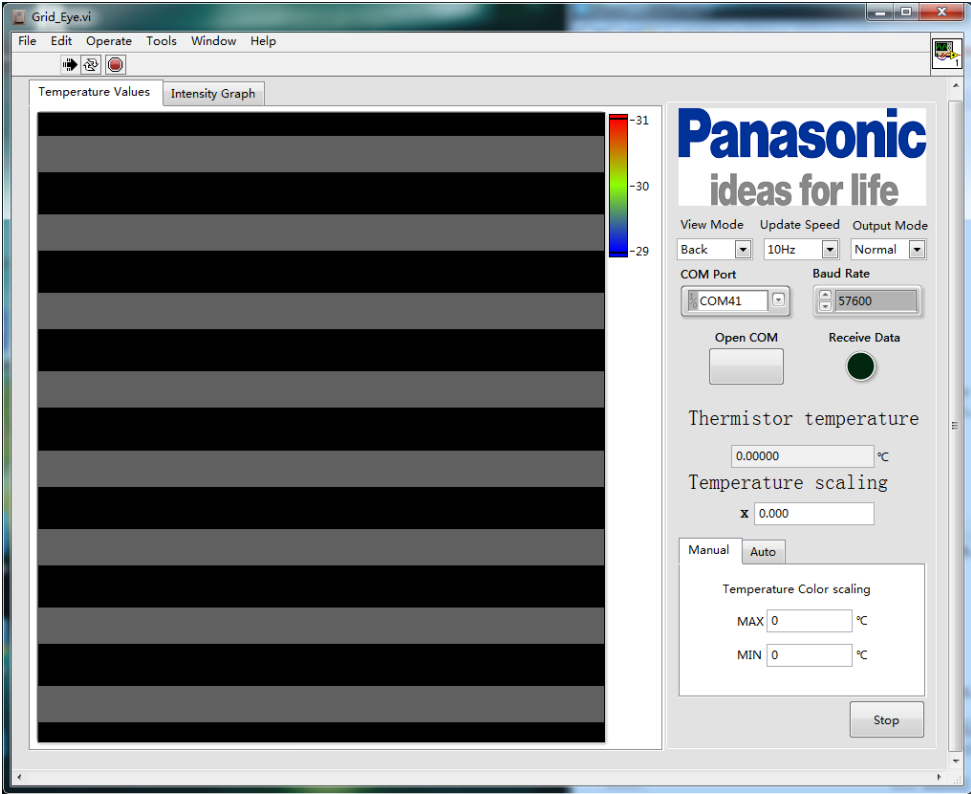 Grid_Eye.vi
File Edit Operate Tools Window Help
1
Temperature Values Intensity Graph
31
30
29
Panasonic
ideas for life
View Mode Update Speed Output Mode
Back 10Hz Normal
COM Port Baud Rate
COM41 57600
Open COM Receive Data
Thermistor temperature
0.00000 ℃
Temperature scaling
x 0.000
Manual Auto
Temperature Color scaling
MAX 0 ℃
MIN 0 ℃
Stop